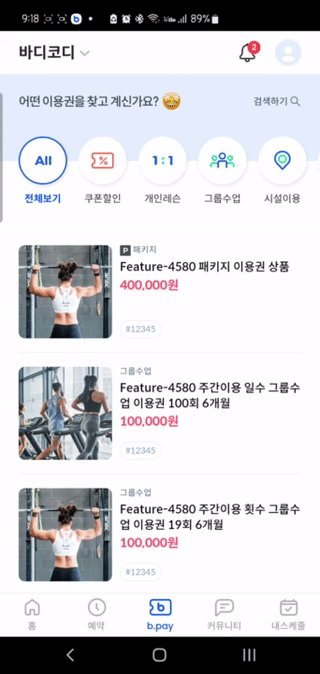 9:18
89%
바디코디
2
어떤 이용권을 찾고 계신가요?
검색하기
All
1:1
전체보기
쿠폰할인
개인레슨
그룹수업
시설이용
P 패키지
Feature-4580 패키지 이용권 상품
400,000원
#12345
그룹수업
Feature-4580 주간이용 일수 그룹수
업 이용권 100회 6개월
100,000원
#12345
그룹수업
Feature-4580 주간이용 횟수 그룹수
업 이용권 19회 6개월
100,000원
#12345
홈
예약
b.pay
커뮤니티
내스케줄